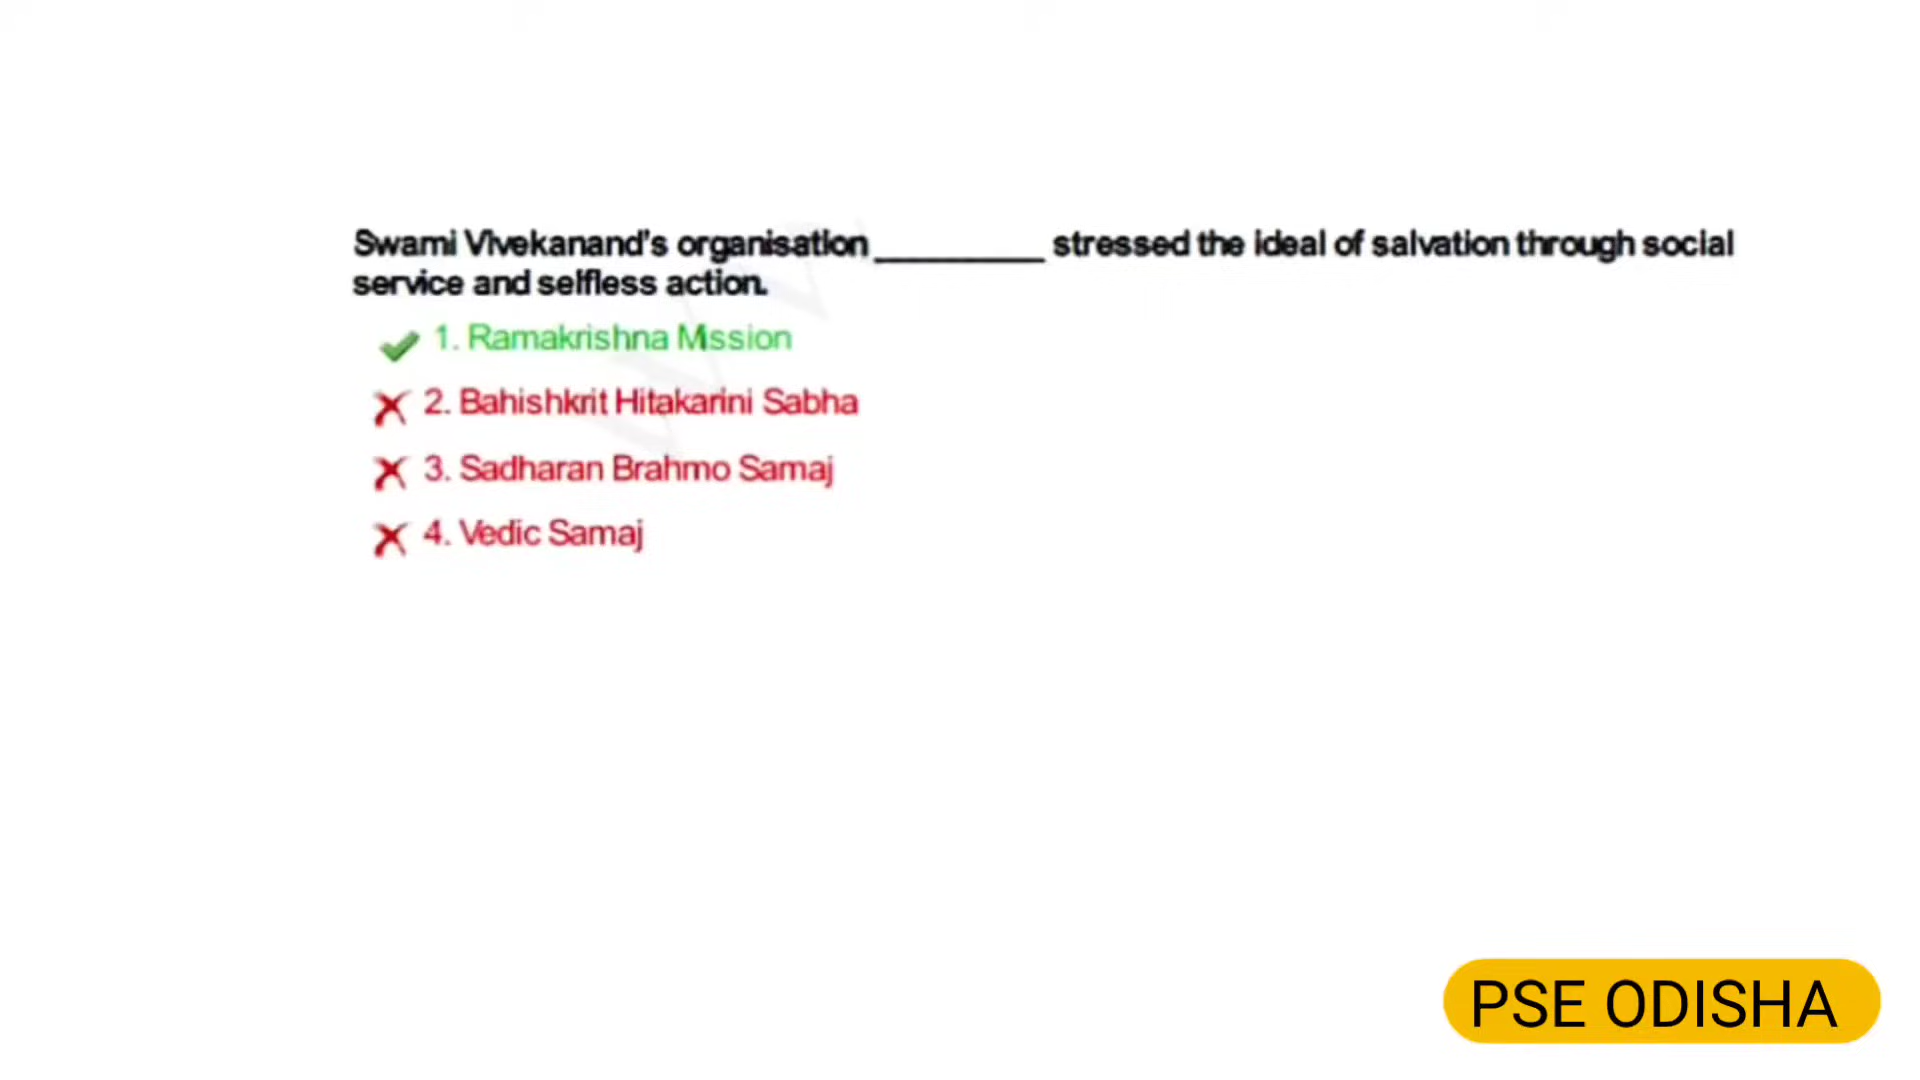 Swami Vivekanand's organisation __________ stressed the ideal of salvation through social
service and selfless action.
1. Ramakrishna Mission
2. Bahishkrit Hitakarini Sabha
3. Sadharan Brahmo Samaj
4. Vedic Samaj
PSE ODISHA